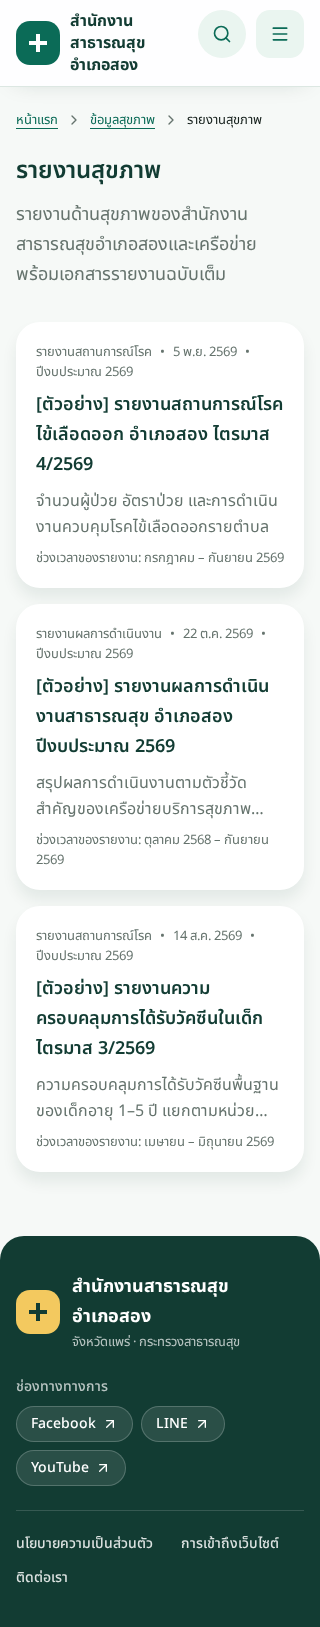 สำนักงาน
สาธารณสุข
อำเภอสอง
หน้าแรก > ข้อมูลสุขภาพ > รายงานสุขภาพ
รายงานสุขภาพ
รายงานด้านสุขภาพของสำนักงาน
สาธารณสุขอำเภอสองและเครือข่าย
พร้อมเอกสารรายงานฉบับเต็ม
รายงานสถานการณ์โรค • 5 พ.ย. 2569 •
ปีงบประมาณ 2569
[ตัวอย่าง] รายงานสถานการณ์โรค
ไข้เลือดออก อำเภอสอง ไตรมาส
4/2569
จำนวนผู้ป่วย อัตราป่วย และการดำเนิน
งานควบคุมโรคไข้เลือดออกรายตำบล
ช่วงเวลาของรายงาน: กรกฎาคม – กันยายน 2569
รายงานผลการดำเนินงาน • 22 ต.ค. 2569 •
ปีงบประมาณ 2569
[ตัวอย่าง] รายงานผลการดำเนิน
งานสาธารณสุข อำเภอสอง
ปีงบประมาณ 2569
สรุปผลการดำเนินงานตามตัวชี้วัด
สำคัญของเครือข่ายบริการสุขภาพ...
ช่วงเวลาของรายงาน: ตุลาคม 2568 – กันยายน
2569
รายงานสถานการณ์โรค • 14 ส.ค. 2569 •
ปีงบประมาณ 2569
[ตัวอย่าง] รายงานความ
ครอบคลุมการได้รับวัคซีนในเด็ก
ไตรมาส 3/2569
ความครอบคลุมการได้รับวัคซีนพื้นฐาน
ของเด็กอายุ 1–5 ปี แยกตามหน่วย...
ช่วงเวลาของรายงาน: เมษายน – มิถุนายน 2569
สำนักงานสาธารณสุข
อำเภอสอง
จังหวัดแพร่ · กระทรวงสาธารณสุข
ช่องทางทางการ
Facebook
LINE
YouTube
นโยบายความเป็นส่วนตัว
การเข้าถึงเว็บไซต์
ติดต่อเรา